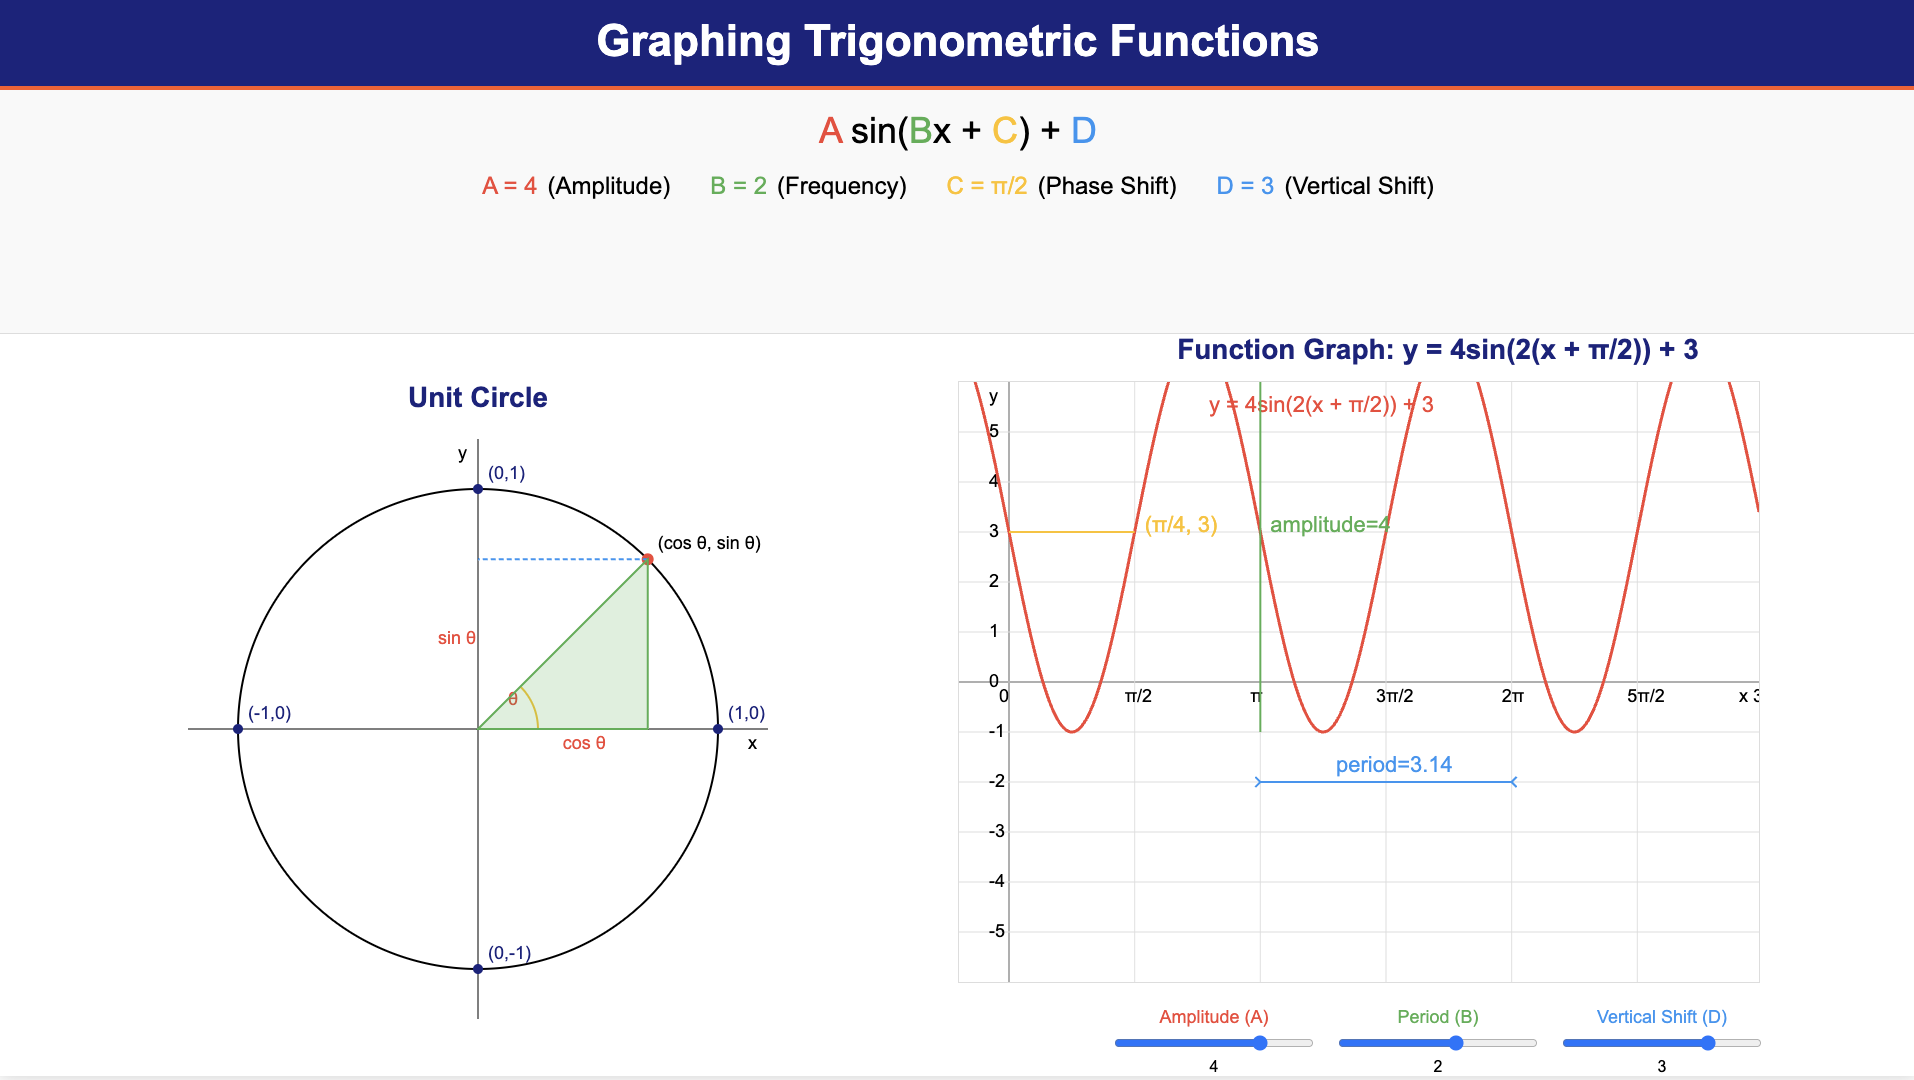 Graphing Trigonometric Functions
A sin(Bx + C) + D
A = 4 (Amplitude) B = 2 (Frequency) C = π/2 (Phase Shift) D = 3 (Vertical Shift)
Unit Circle
y
(0,1)
(cos θ, sin θ)
sin θ
θ
(-1,0)
(1,0)
cos θ
x
(0,-1)
Function Graph: y = 4sin(2(x + π/2)) + 3
y
y = 4sin(2(x + π/2)) + 3
5
4
3
(π/4, 3)
amplitude=4
2
1
0
0 π/2 π 3π/2 2π 5π/2 x 3
-1
period=3.14
-2
-3
-4
-5
Amplitude (A) Period (B) Vertical Shift (D)
4 2 3